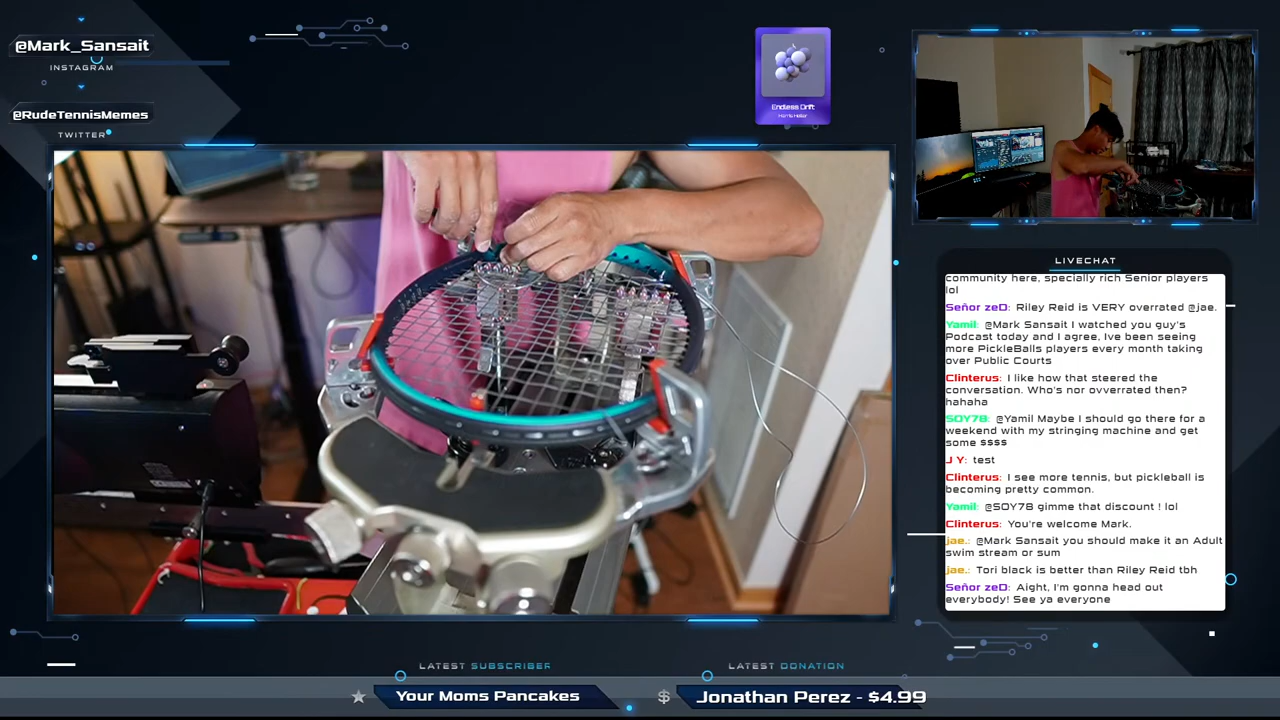 @Mark_Sansait
INSTAGRAM
@RudeTennisMemes
TWITTER
Endless Drift
LIVECHAT
community here, specially rich Senior players
lol
Señor zeD: Riley Reid is VERY overrated @jae.
Yamil: @Mark Sansait I watched you guy's
Podcast today and I agree, Ive been seeing
more PickleBalls players every month taking
over Public Courts
Clinterus: I like how that steered the
conversation. Who's nor ovverrated then?
hahaha
SOY78: @Yamil Maybe I should go there for a
weekend with my stringing machine and get
some $$$$
J Y: test
Clinterus: I see more tennis, but pickleball is
becoming pretty common.
Yamil: @SOY78 gimme that discount ! lol
Clinterus: You're welcome Mark.
jae.: @Mark Sansait you should make it an Adult
swim stream or sum
jae.: Tori black is better than Riley Reid tbh
Señor zeD: Aight, I'm gonna head out
everybody! See ya everyone
LATEST SUBSCRIBER
Your Moms Pancakes
LATEST DONATION
$ Jonathan Perez - $4.99